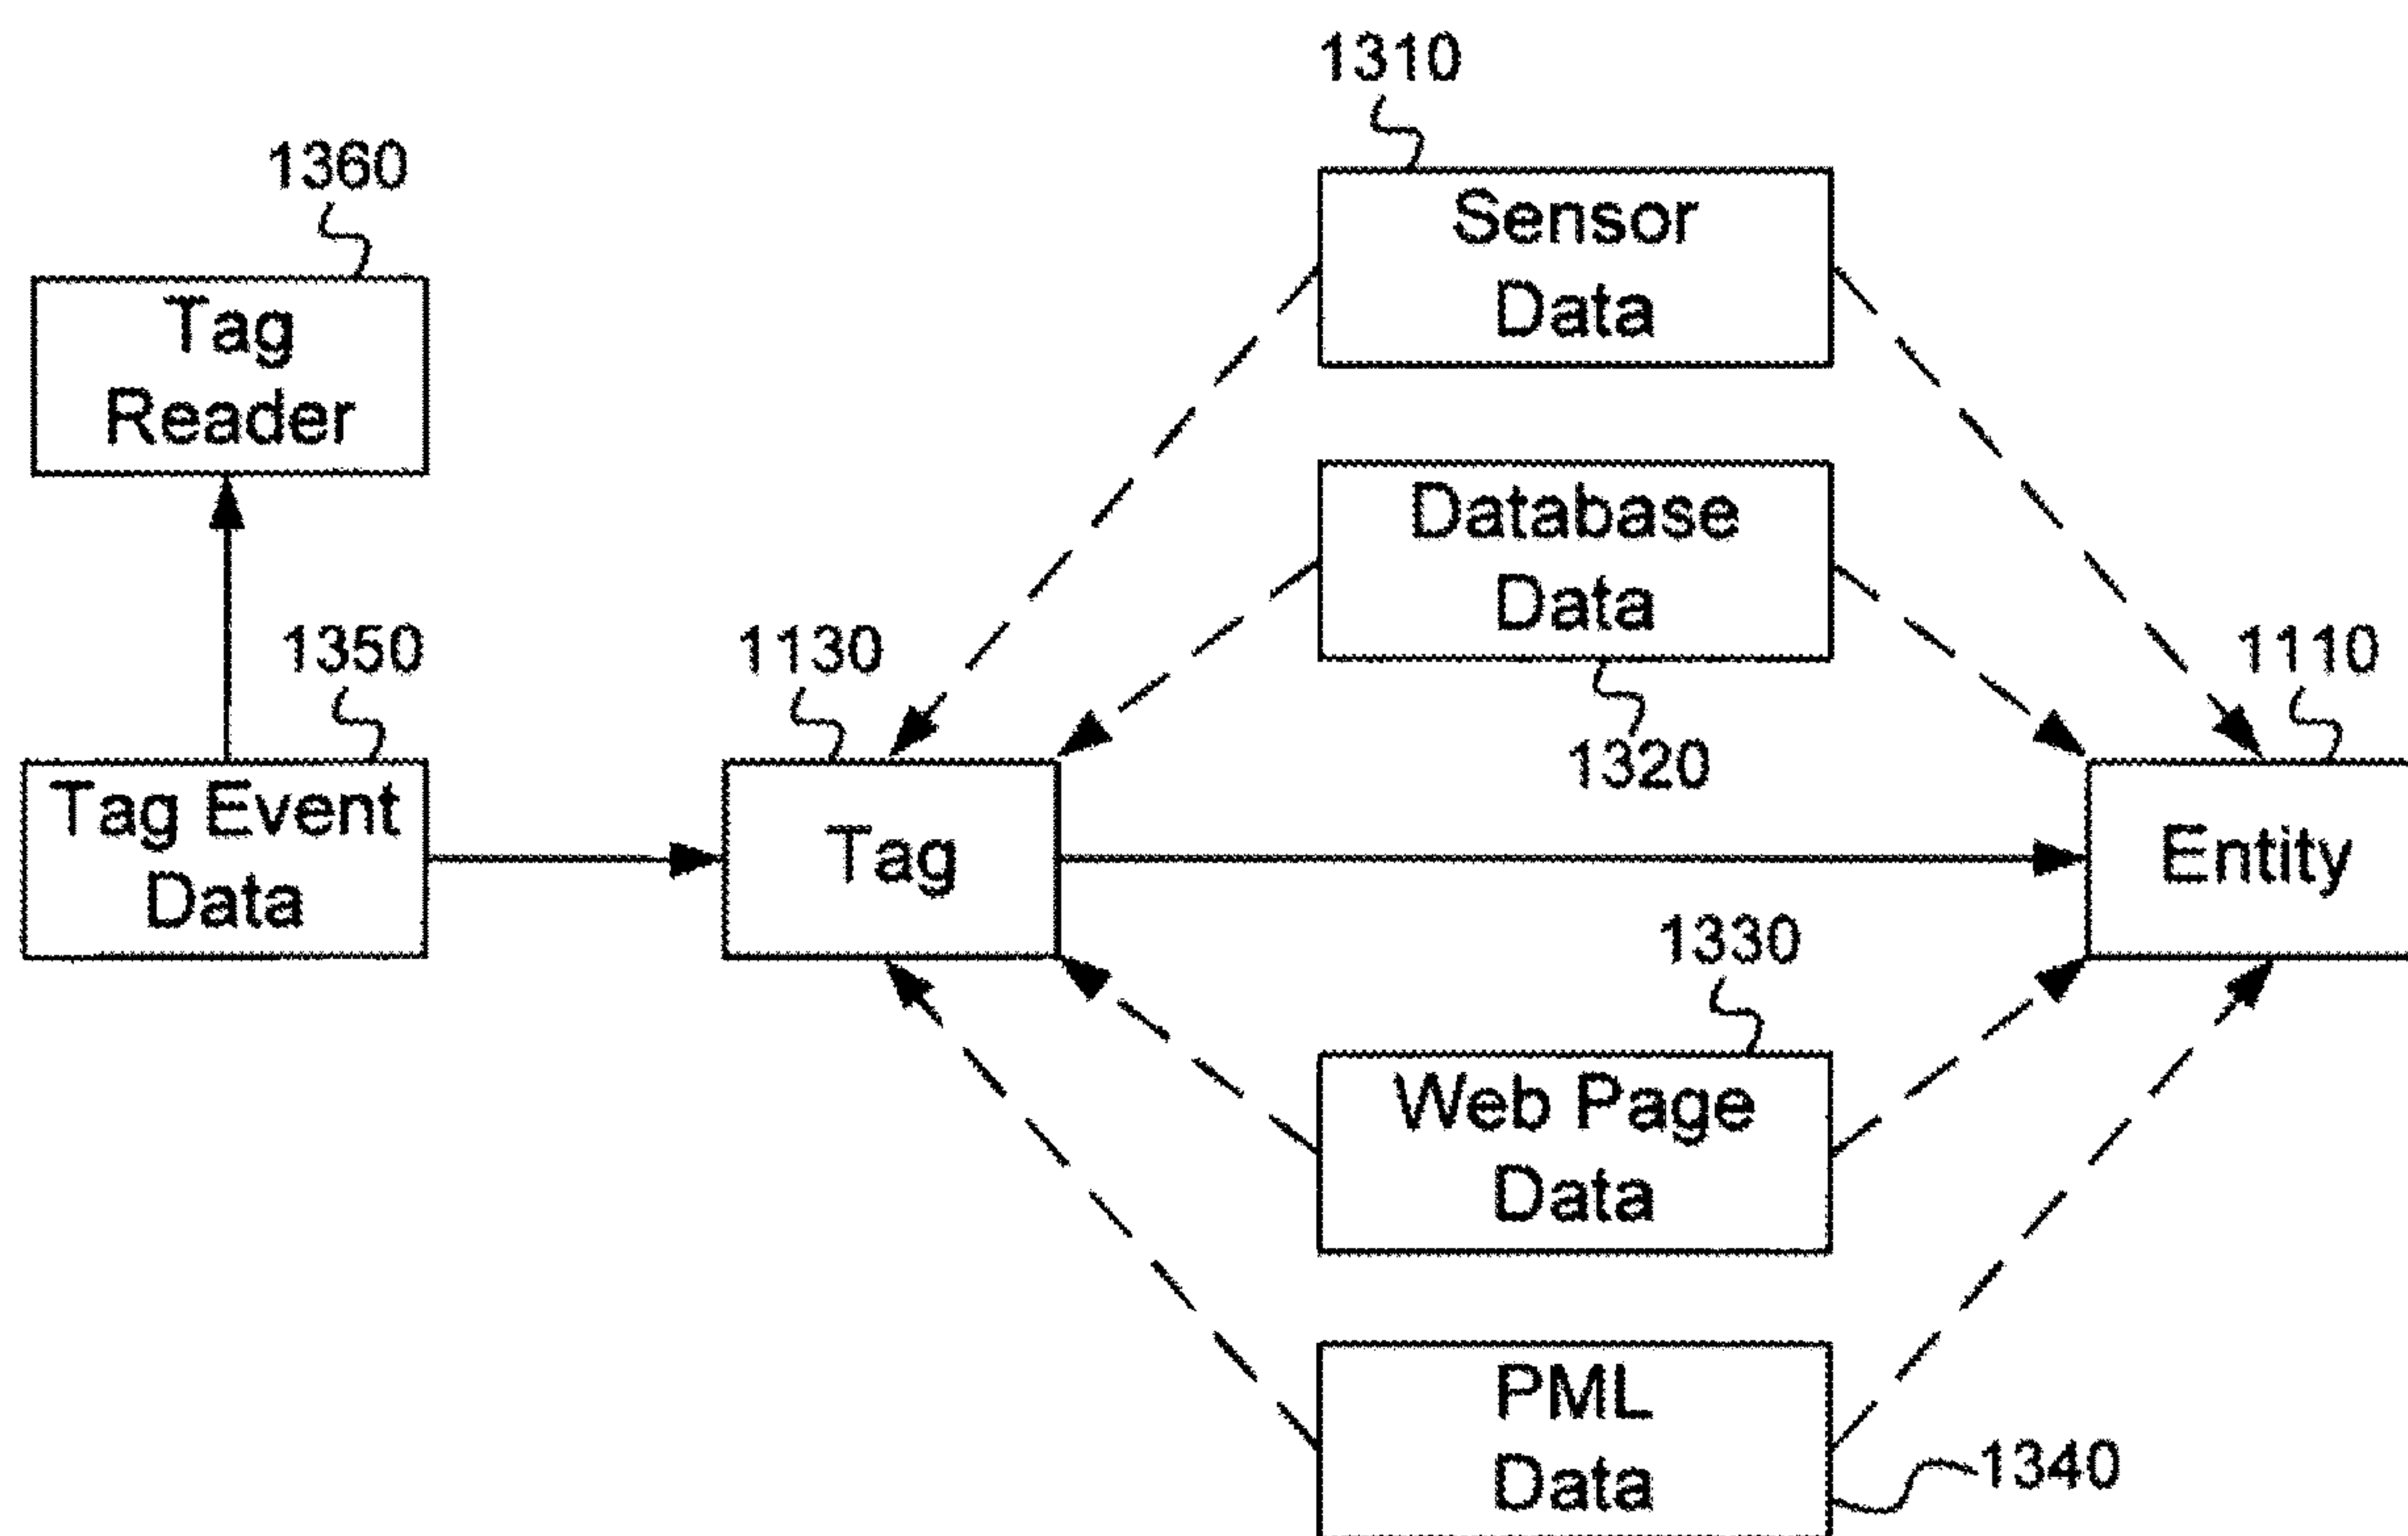 1310
1360
Sensor
Data
Tag
Reader
Database
Data
1350
1130
1110
1320
Tag Event
Data
Tag
Entity
1330
Web Page
Data
PML
Data
1340